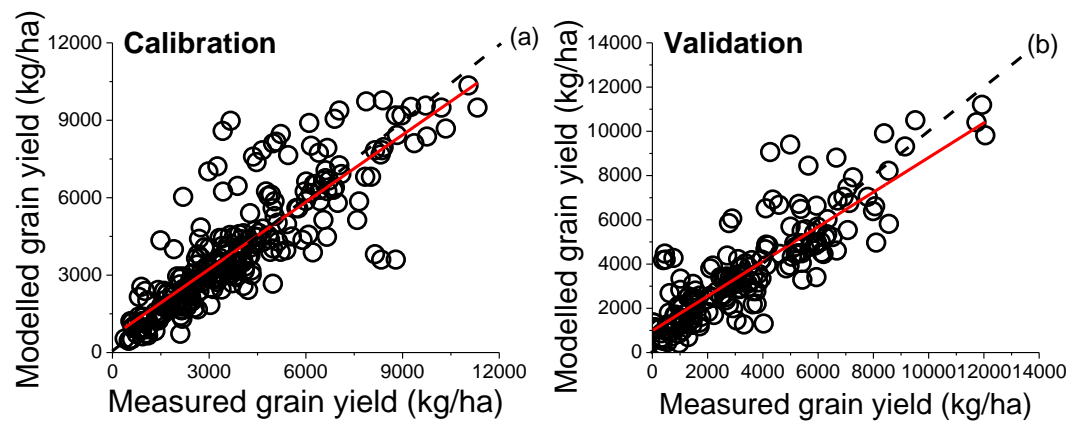 Calibration
(a)
Modelled grain yield (kg/ha)
12000
9000
6000
3000
0
0 3000 6000 9000 12000
Measured grain yield (kg/ha)
Validation
(b)
Modelled grain yield (kg/ha)
14000
12000
10000
8000
6000
4000
2000
0
0 2000 4000 6000 8000 10000 12000 14000
Measured grain yield (kg/ha)